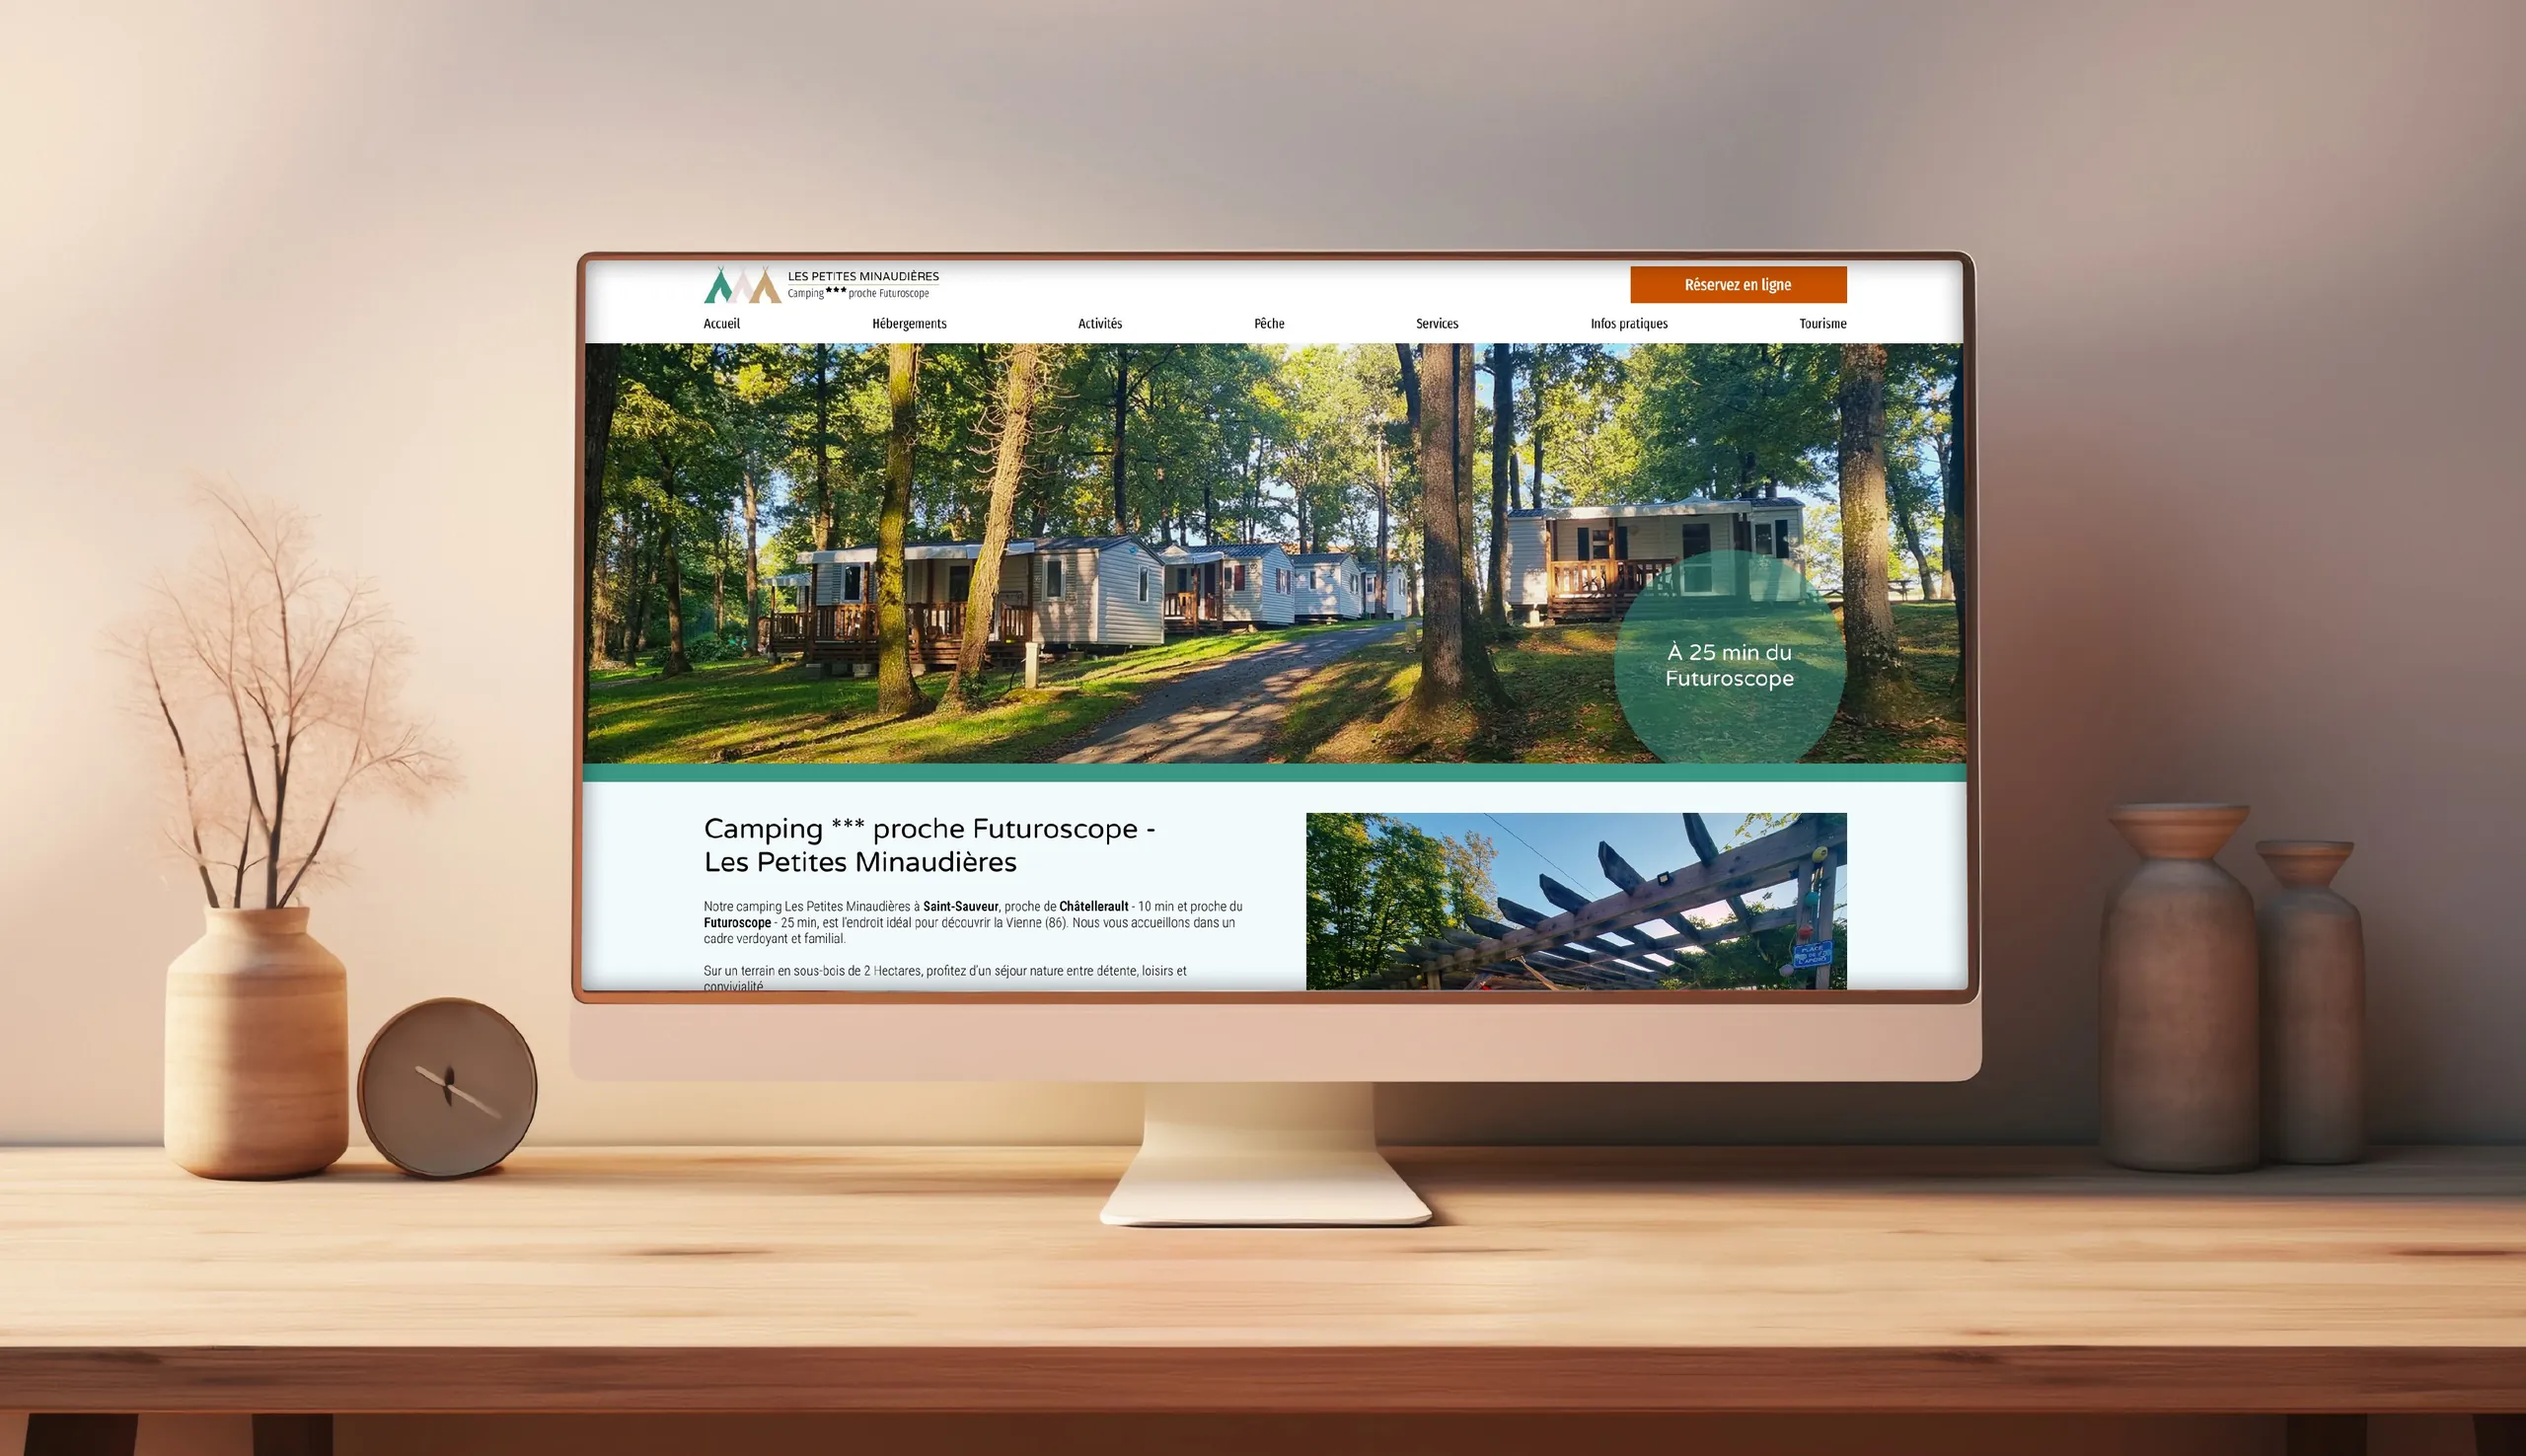 LES PETITES MINAUDIÈRES
Camping *** proche Futuroscope
Réservez en ligne
Accueil Hébergements Activités Pêche Services Infos pratiques Tourisme
À 25 min du
Futuroscope
Camping *** proche Futuroscope -
Les Petites Minaudières
Notre camping Les Petites Minaudières à Saint-Sauveur, proche de Châtellerault - 10 min et proche du
Futuroscope - 25 min, est l'endroit idéal pour découvrir la Vienne (86). Nous vous accueillons dans un
cadre verdoyant et familial.
Sur un terrain en sous-bois de 2 Hectares, profitez d'un séjour nature entre détente, loisirs et
convivialité.
PLACE